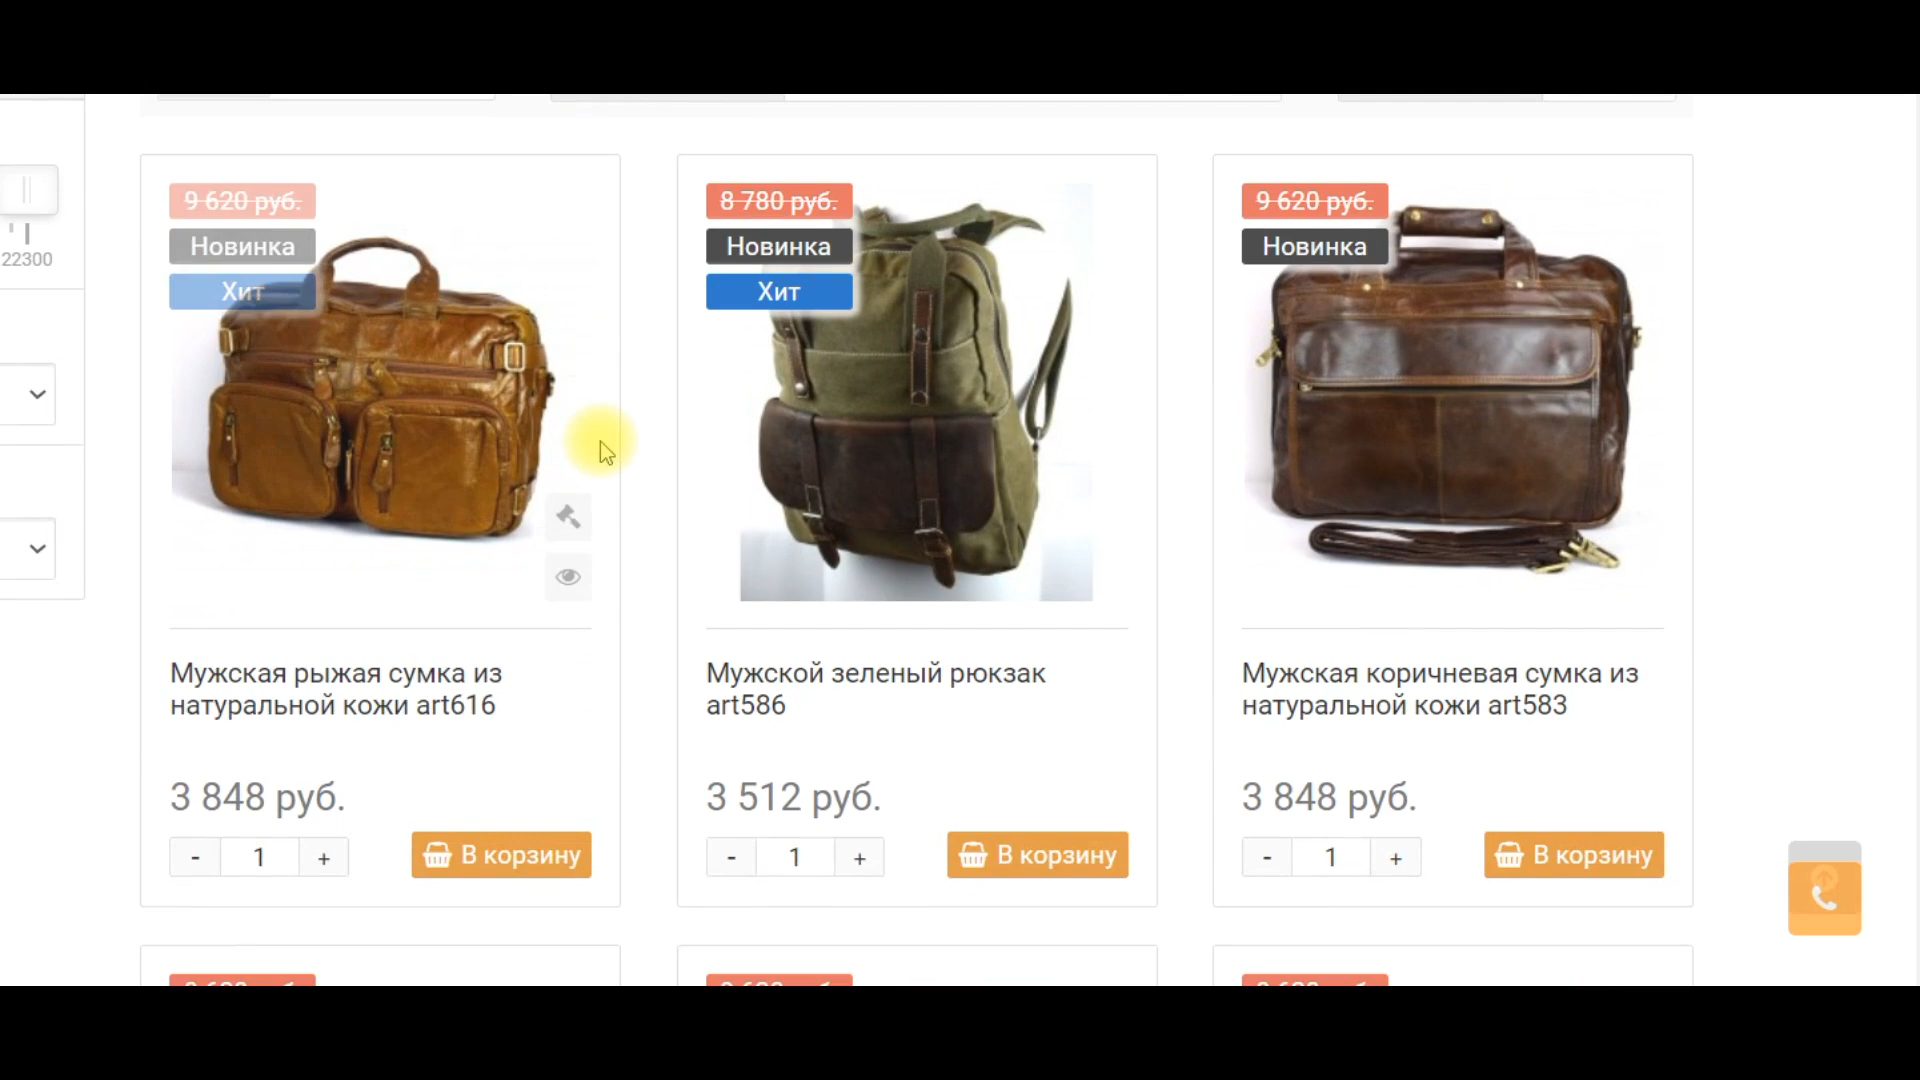 22300
9 620 руб.
Новинка
Хит
Мужская рыжая сумка из
натуральной кожи art616
3 848 руб.
- 1 +
В корзину
8 780 руб.
Новинка
Хит
Мужской зеленый рюкзак
art586
3 512 руб.
- 1 +
В корзину
9 620 руб.
Новинка
Мужская коричневая сумка из
натуральной кожи art583
3 848 руб.
- 1 +
В корзину